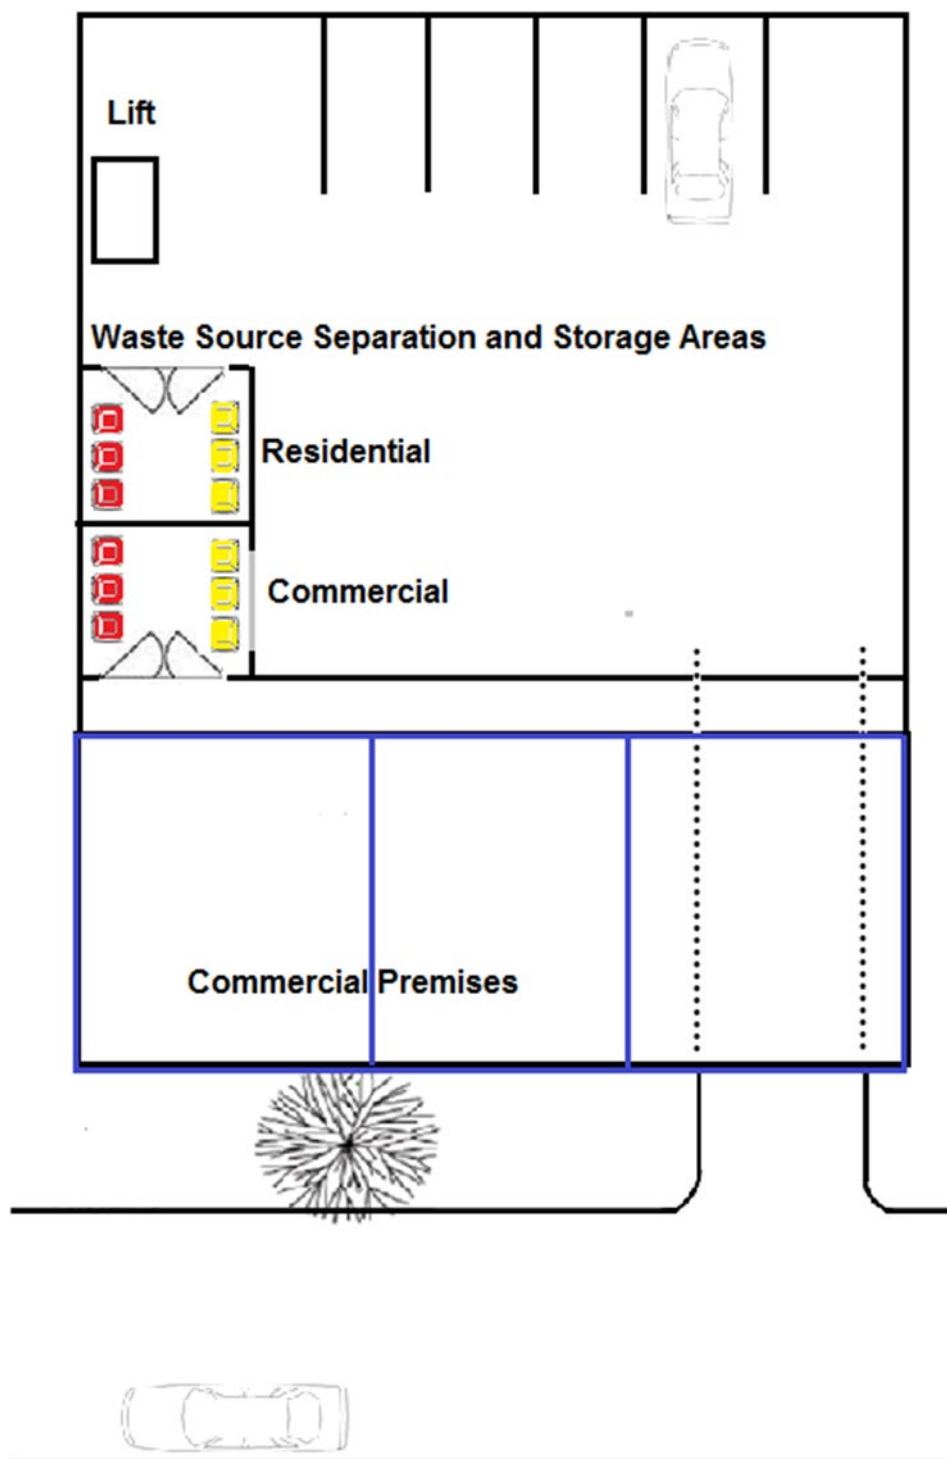 Lift
Waste Source Separation and Storage Areas
Residential
Commercial
Commercial Premises